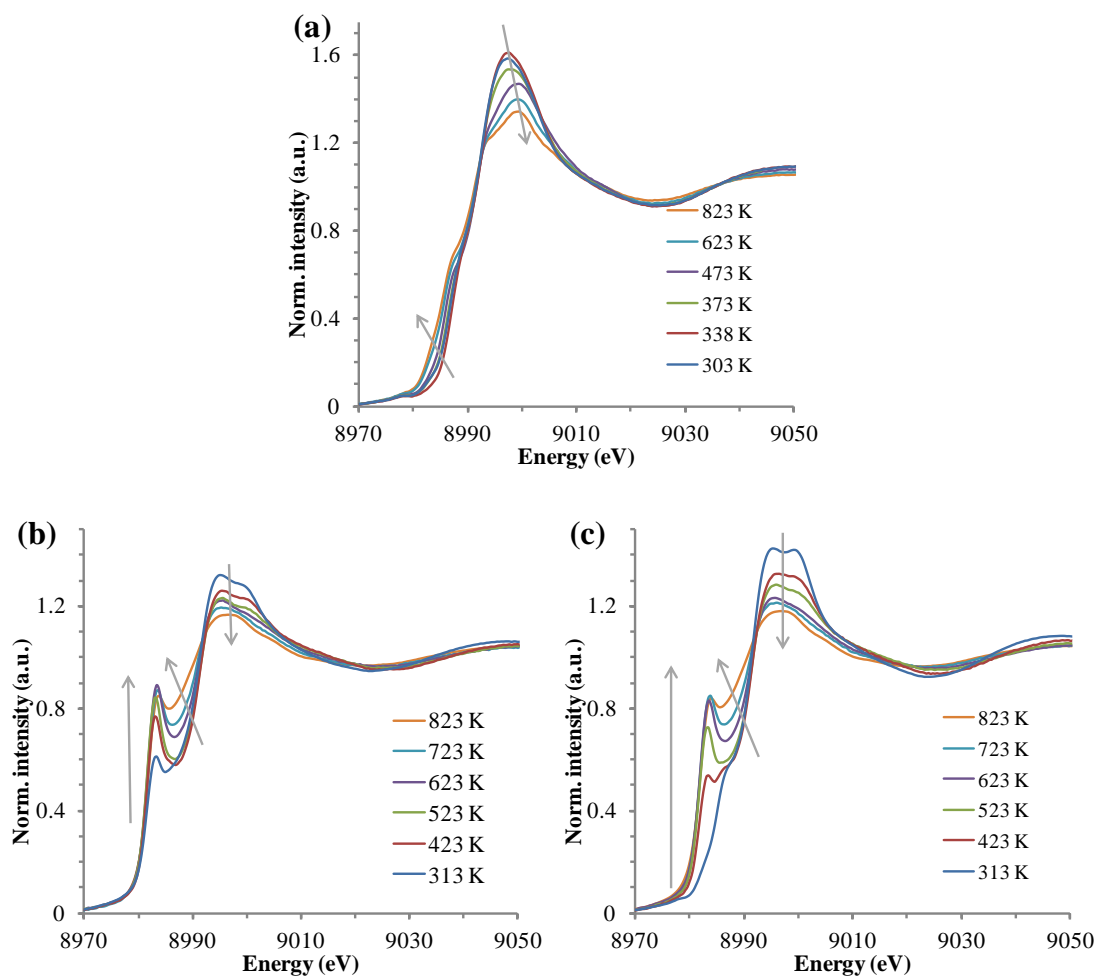 (a)
Norm. intensity (a.u.)
1.6
1.2
0.8
0.4
0
823 K
623 K
473 K
373 K
338 K
303 K
8970 8990 9010 9030 9050
Energy (eV)
(b)
Norm. intensity (a.u.)
1.2
0.8
0.4
0
823 K
723 K
623 K
523 K
423 K
313 K
8970 8990 9010 9030 9050
Energy (eV)
(c)
Norm. intensity (a.u.)
1.2
0.8
0.4
0
823 K
723 K
623 K
523 K
423 K
313 K
8970 8990 9010 9030 9050
Energy (eV)